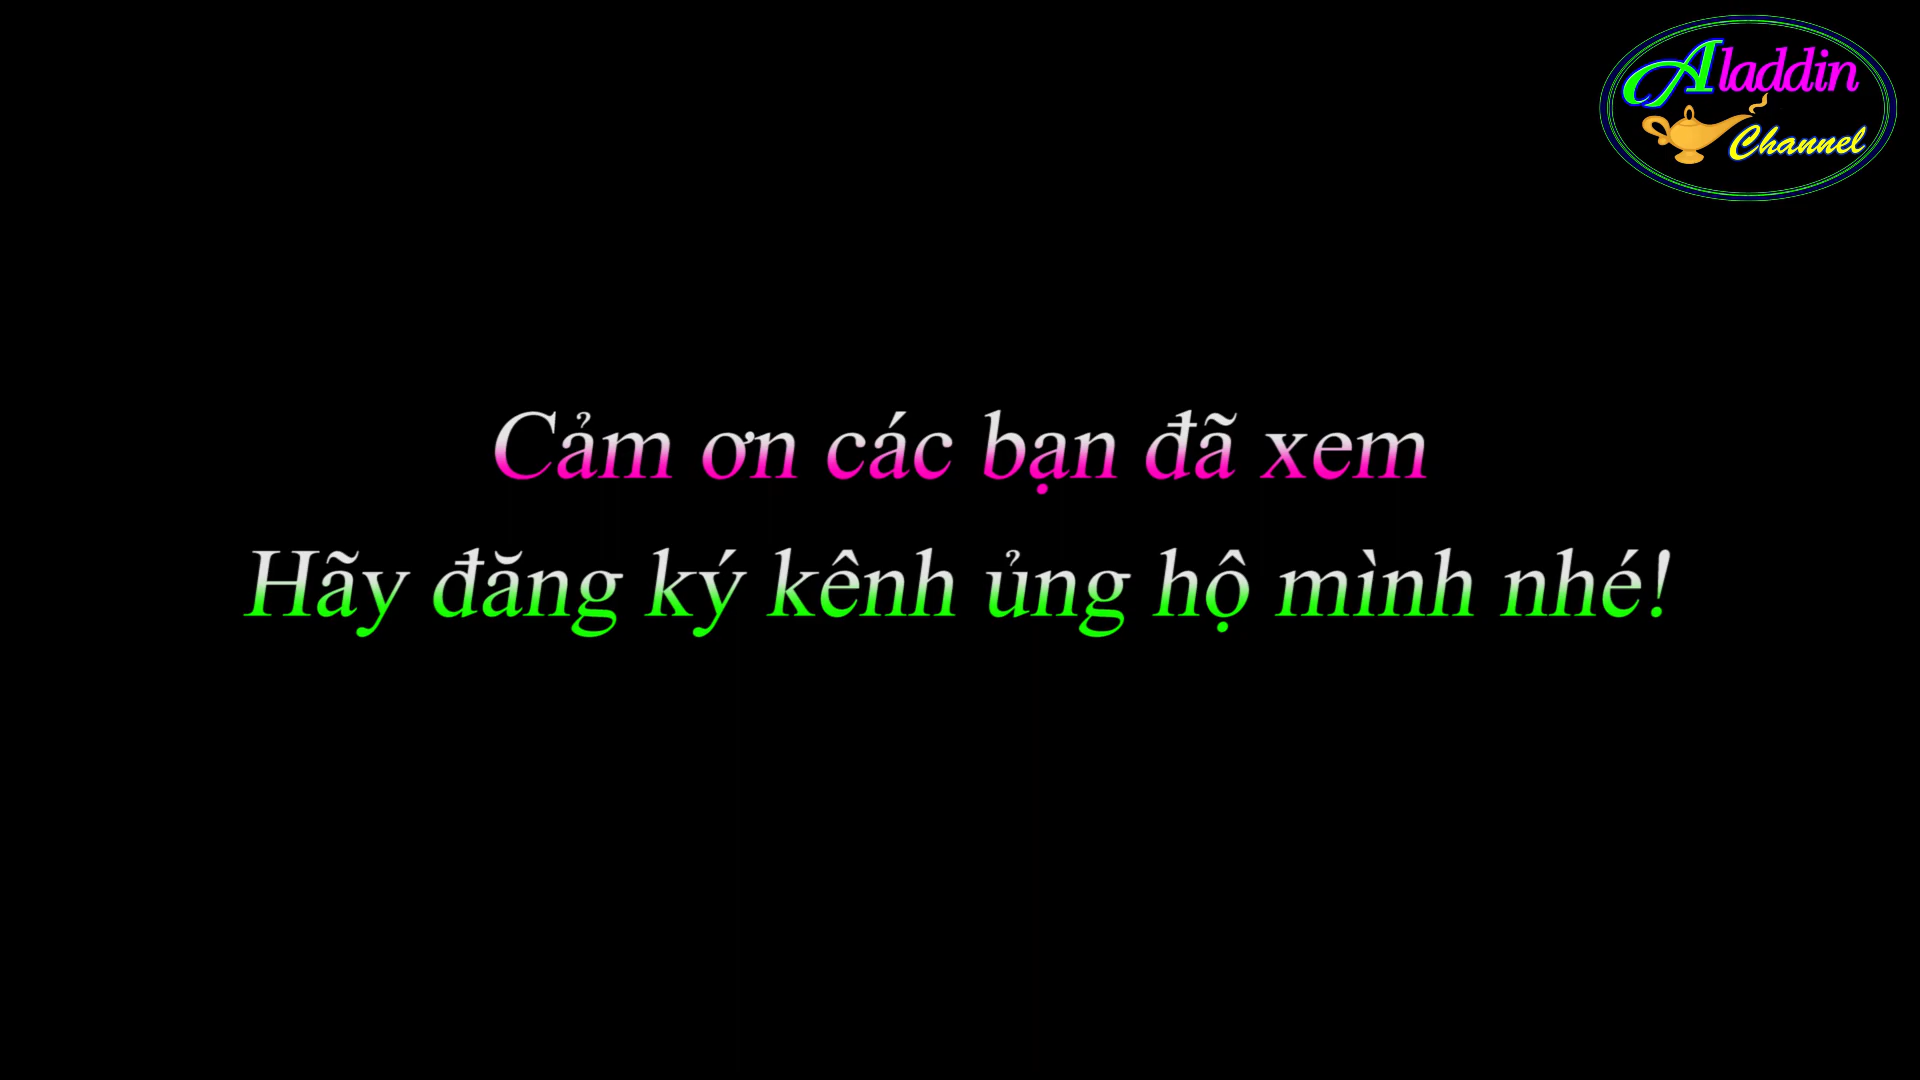 Aladdin
Channel
Cảm ơn các bạn đã xem
Hãy đăng ký kênh ủng hộ mình nhé!